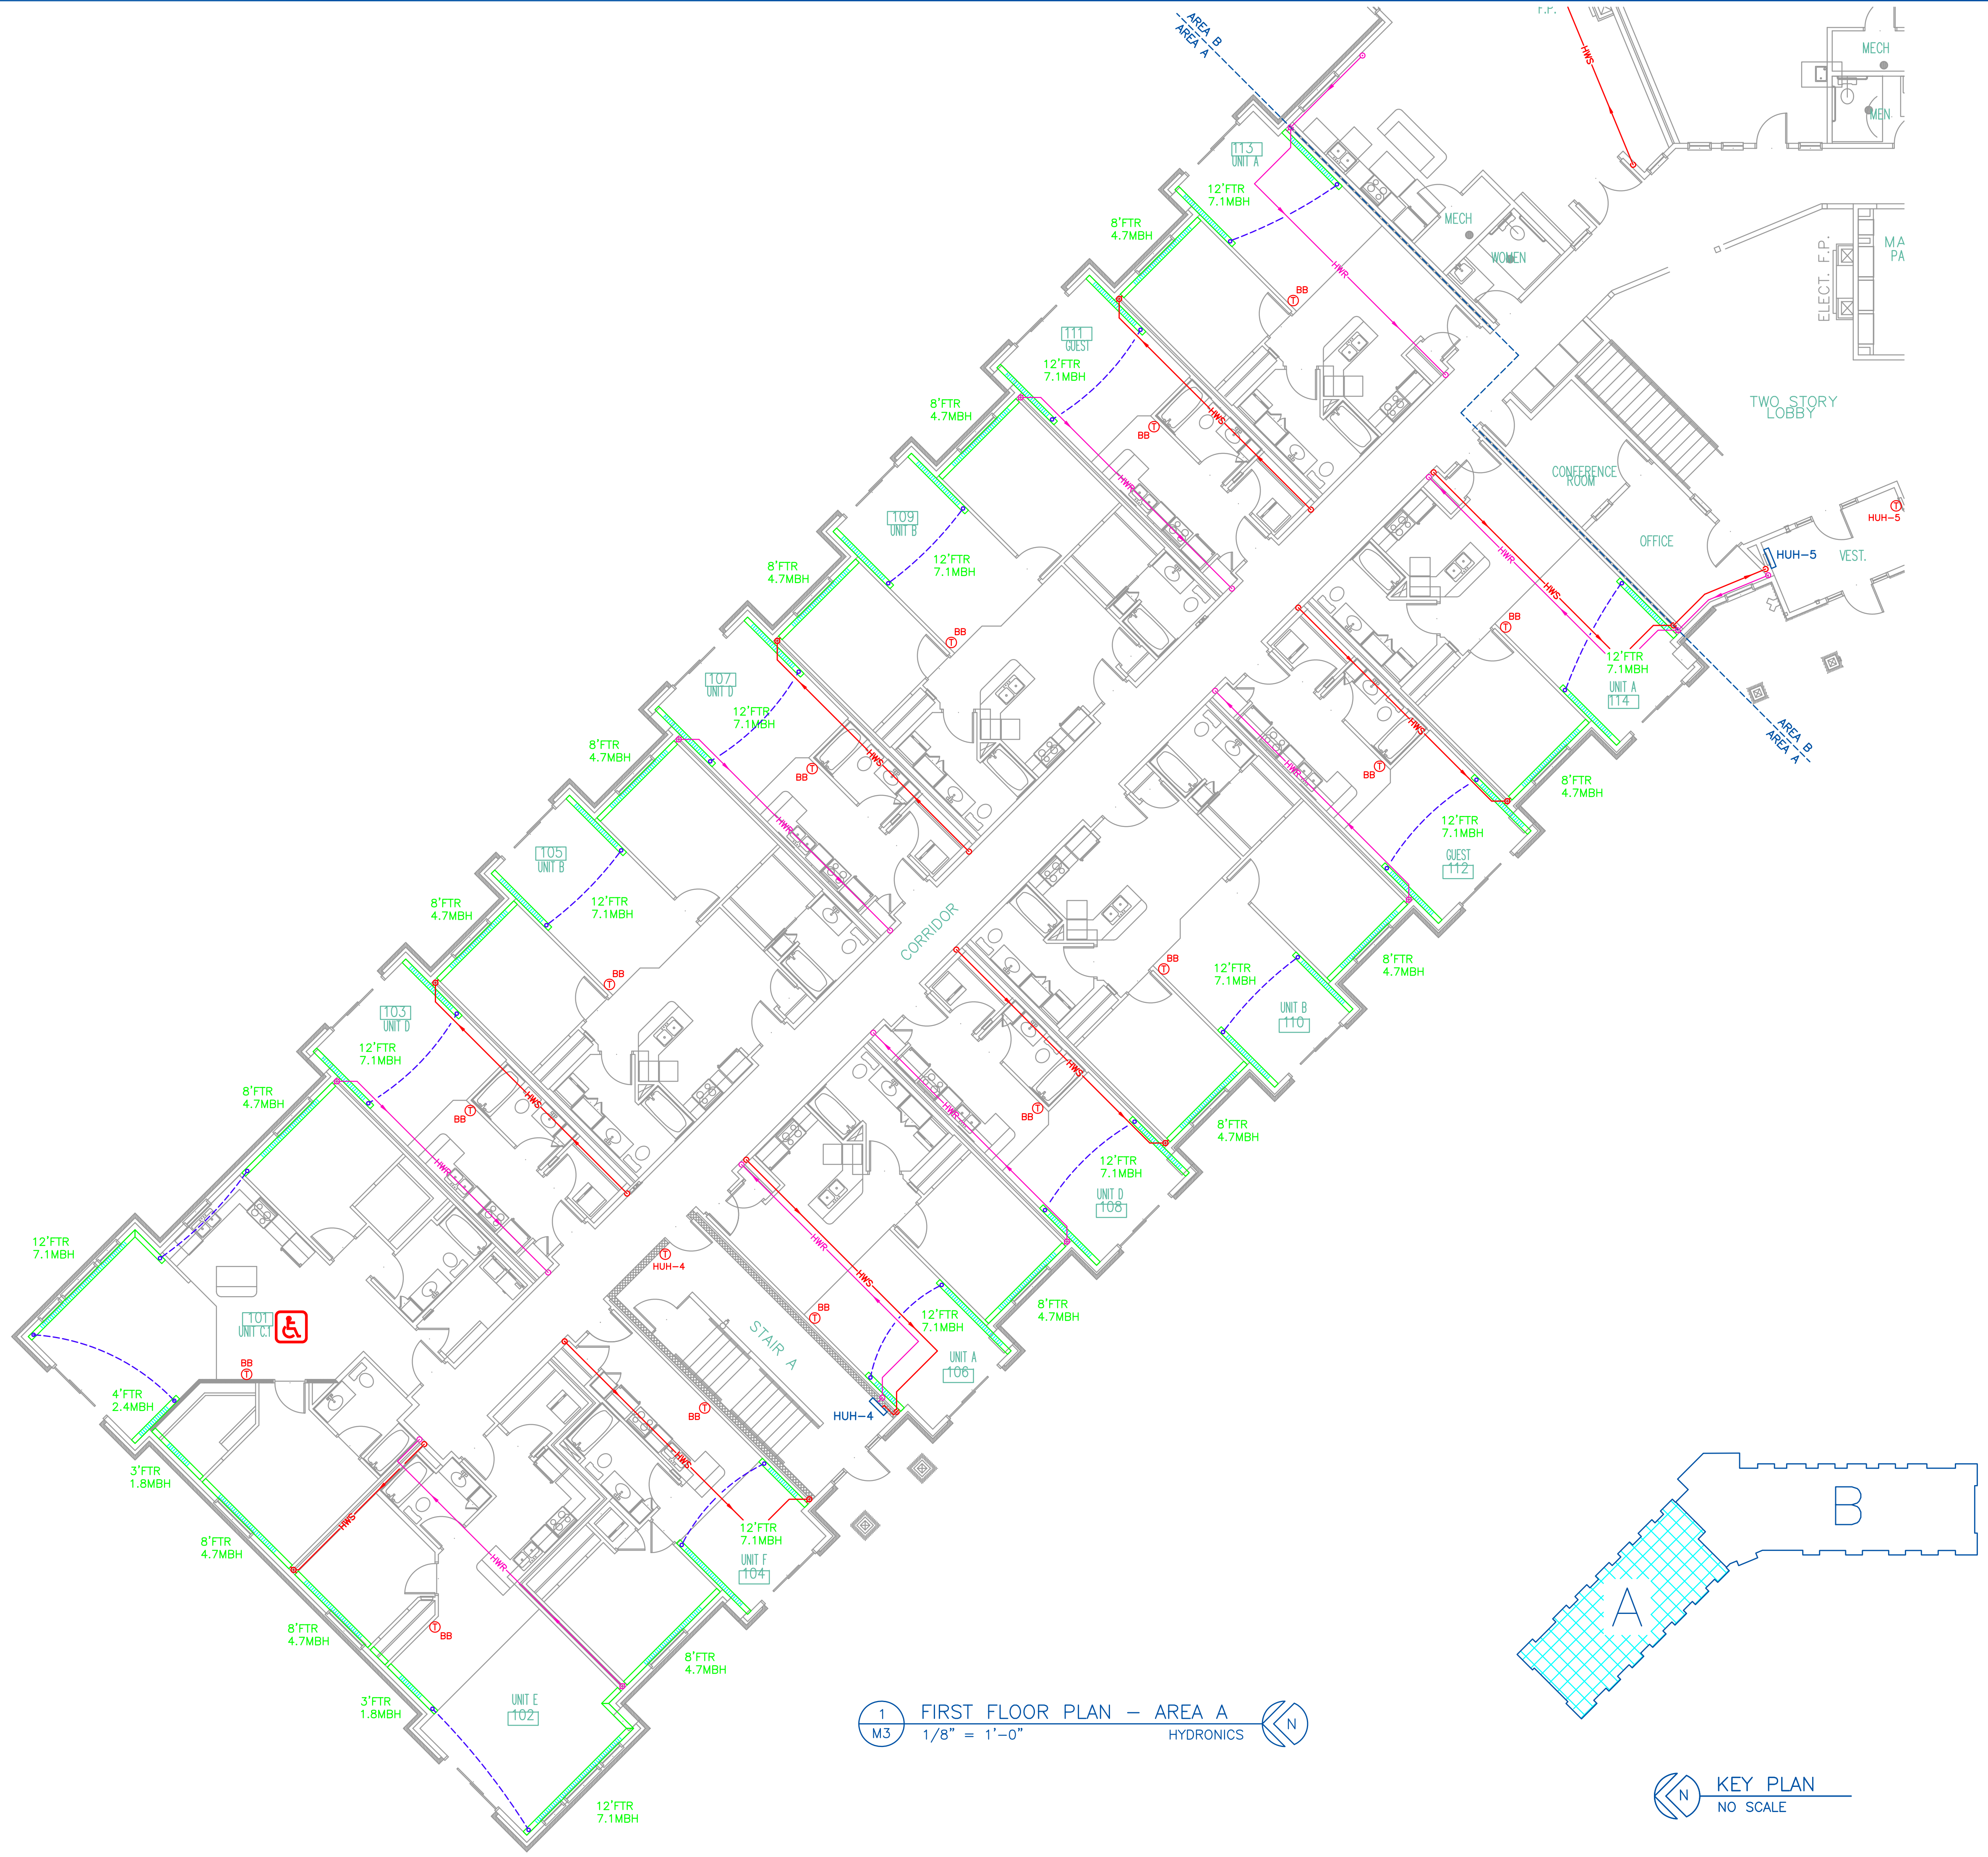 AREA B
AREA A
F.P.
HWS
MECH
MEN
113
UNIT A
12'FTR
7.1MBH
8'FTR
4.7MBH
MECH
WOMEN
HWR
BB
T
ELECT. F.P.
MA
PA
111
GUEST
12'FTR
7.1MBH
8'FTR
4.7MBH
HWS
BB
T
TWO STORY
LOBBY
CONFERENCE
ROOM
OFFICE
HWR
T
HUH-5
HUH-5
VEST.
109
UNIT B
12'FTR
7.1MBH
8'FTR
4.7MBH
BB
T
HWR
HWS
BB
T
12'FTR
7.1MBH
UNIT A
114
AREA B
AREA A
107
UNIT D
12'FTR
7.1MBH
8'FTR
4.7MBH
HWS
BB
T
HWR
HWS
BB
T
8'FTR
4.7MBH
12'FTR
7.1MBH
GUEST
112
105
UNIT B
12'FTR
7.1MBH
8'FTR
4.7MBH
HWR
BB
T
CORRIDOR
BB
T
12'FTR
7.1MBH
8'FTR
4.7MBH
UNIT B
110
103
UNIT D
12'FTR
7.1MBH
8'FTR
4.7MBH
HWS
BB
T
HWR
HWS
BB
T
8'FTR
4.7MBH
12'FTR
7.1MBH
UNIT D
108
HWR
12'FTR
7.1MBH
T
HUH-4
HWR
HWS
BB
T
12'FTR
7.1MBH
8'FTR
4.7MBH
101
UNIT C.1
STAIR A
UNIT A
106
BB
T
4'FTR
2.4MBH
BB
T
HUH-4
3'FTR
1.8MBH
HWS
8'FTR
4.7MBH
HWS
12'FTR
7.1MBH
UNIT F
104
HWR
8'FTR
4.7MBH
T
BB
8'FTR
4.7MBH
3'FTR
1.8MBH
UNIT E
102
12'FTR
7.1MBH
1
M3
FIRST FLOOR PLAN – AREA A
1/8" = 1'-0"
HYDRONICS
N
B
A
N
KEY PLAN
NO SCALE